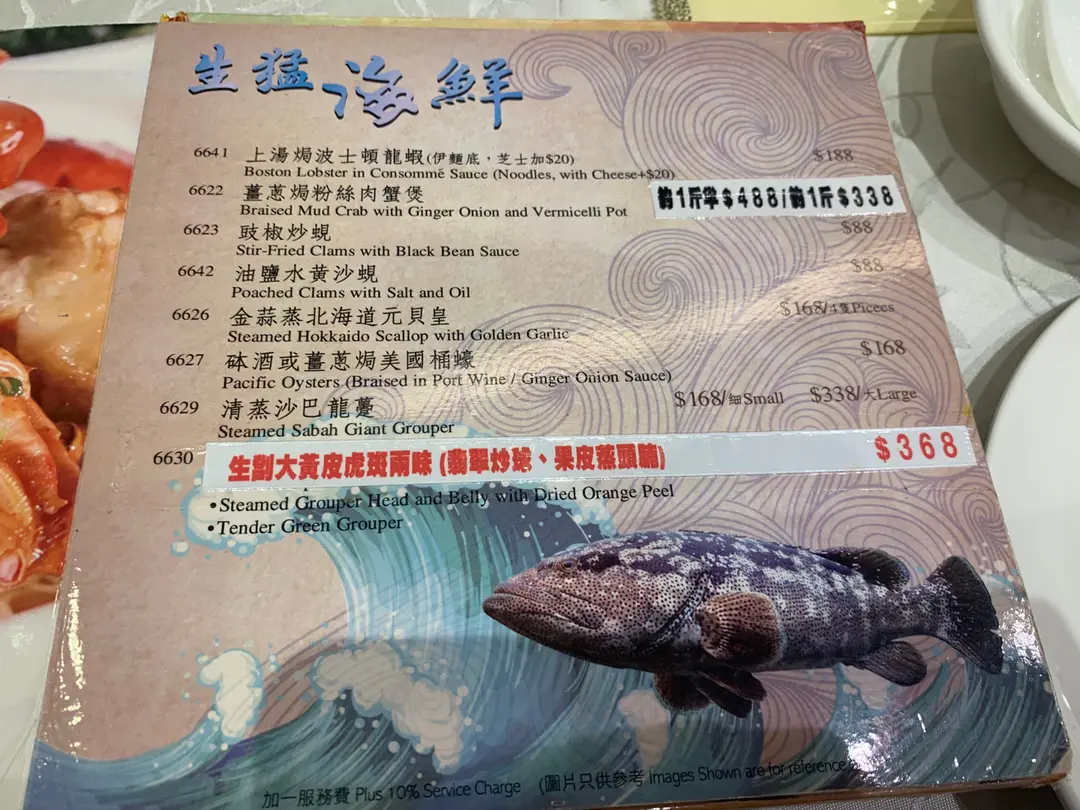 生猛海鮮
6641 上湯焗波士頓龍蝦(伊麵底，芝士加$20) $188
Boston Lobster in Consommé Sauce (Noodles, with Cheese+$20)
6622 薑蔥焗粉絲肉蟹煲 約1斤半$488/約1斤$338
Braised Mud Crab with Ginger Onion and Vermicelli Pot
6623 豉椒炒蜆 $88
Stir-Fried Clams with Black Bean Sauce
6642 油鹽水黃沙蜆 $88
Poached Clams with Salt and Oil
6626 金蒜蒸北海道元貝皇 $168/4隻Pieces
Steamed Hokkaido Scallop with Golden Garlic
6627 砵酒或薑蔥焗美國桶蠔 $168
Pacific Oysters (Braised in Port Wine / Ginger Onion Sauce)
6629 清蒸沙巴龍躉 $168/細Small $338/大Large
Steamed Sabah Giant Grouper
6630 生劏大黃皮虎斑兩味 (翡翠炒球、果皮蒸頭腩) $368
•Steamed Grouper Head and Belly with Dried Orange Peel
•Tender Green Grouper
加一服務費 Plus 10% Service Charge (圖片只供參考 Images Shown are for reference